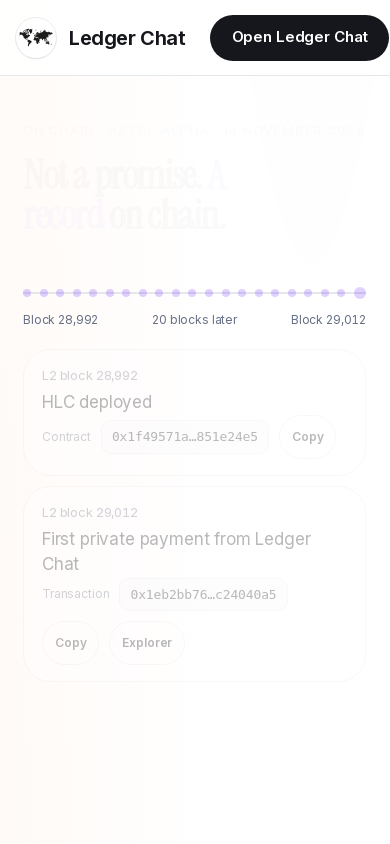 Ledger Chat
Open Ledger Chat
Not a promise. A
record on chain.
Block 28,992
20 blocks later
Block 29,012
L2 block 28,992
HLC deployed
Contract
0x1f49571a…851e24e5
Copy
L2 block 29,012
First private payment from Ledger
Chat
Transaction
0x1eb2bb76…c24040a5
Copy
Explorer